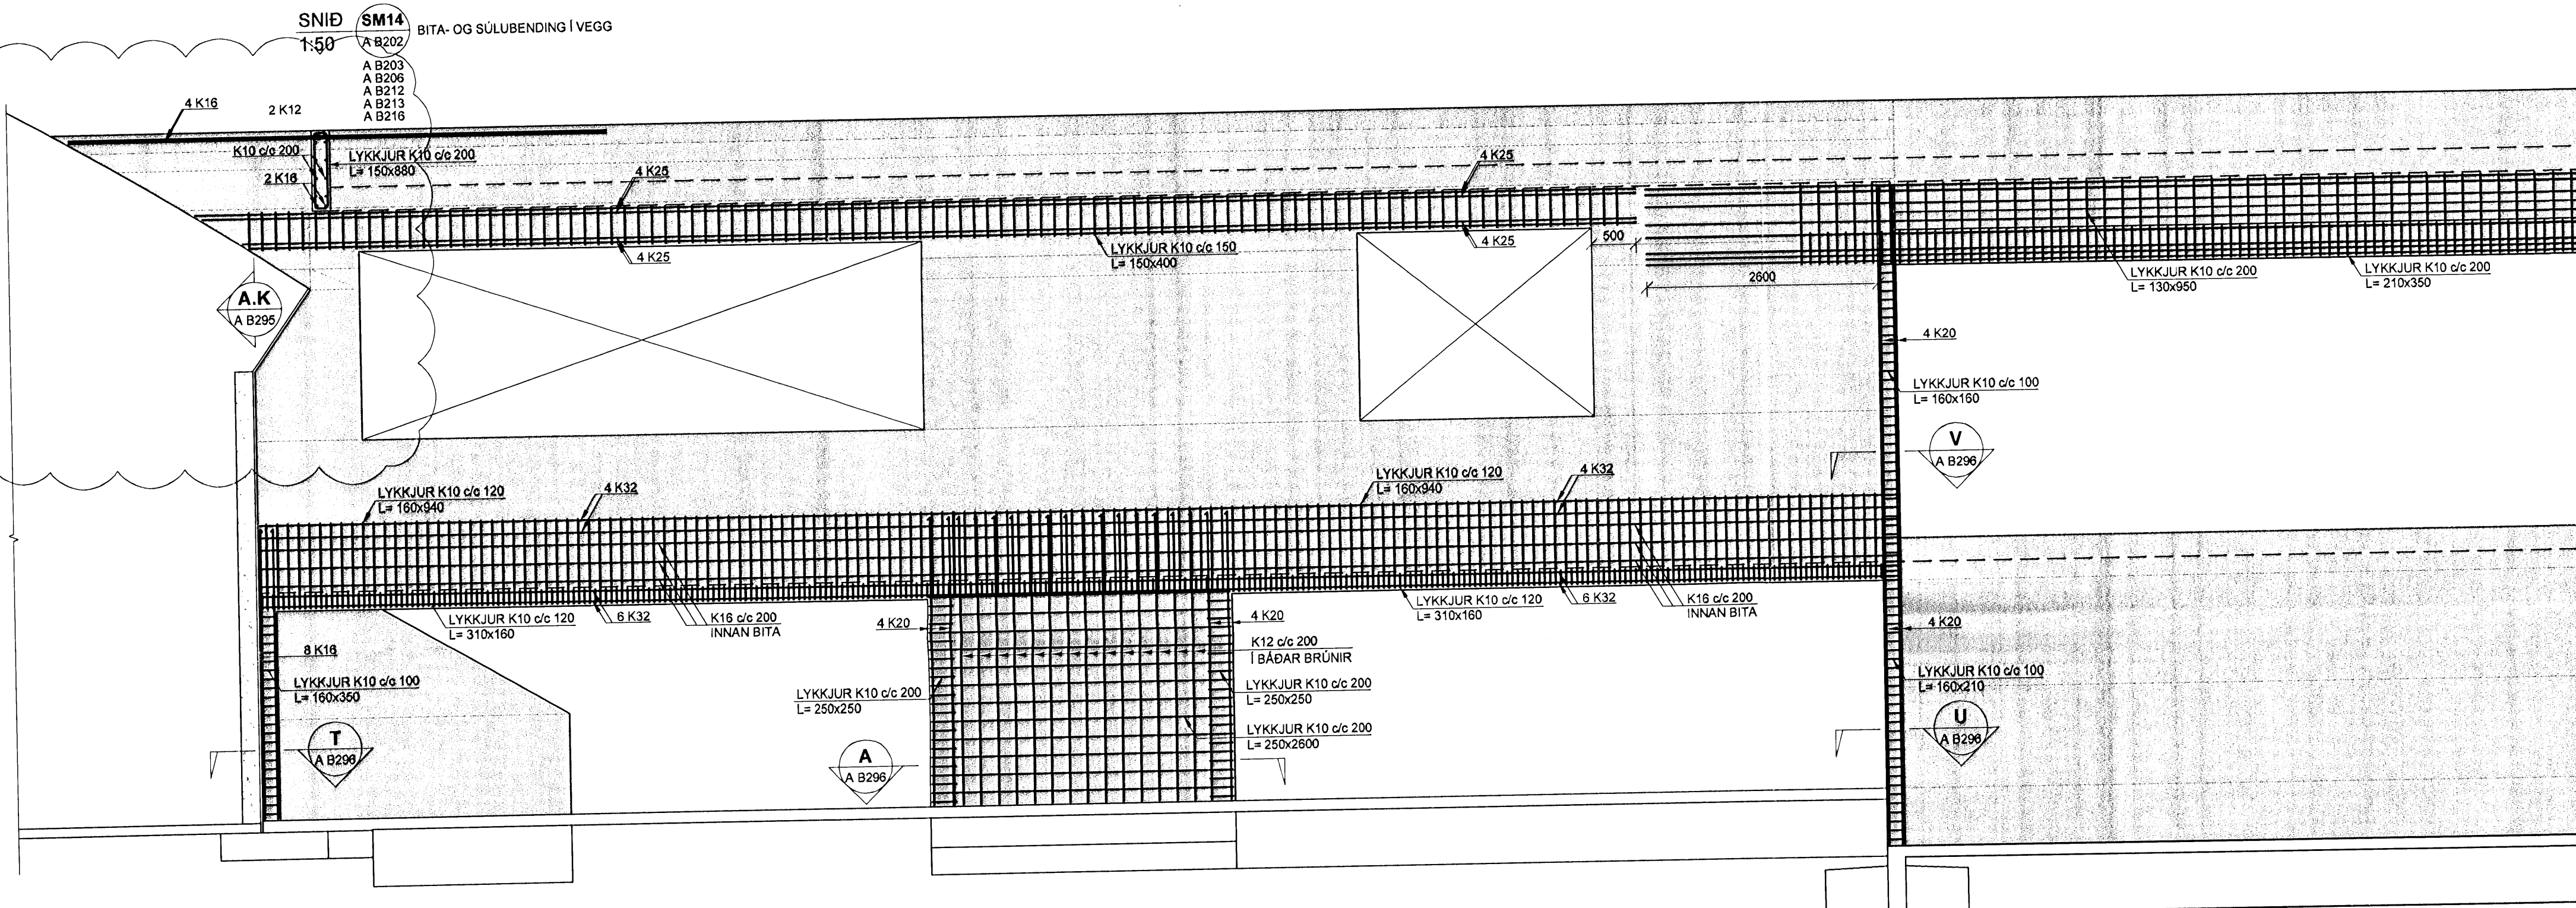 SNIÐ
1:50
SM14
A B202
BITA- OG SÚLUBENDING Í VEGG
A B203
A B206
A B212
A B213
A B216
4 K16
2 K12
K10 c/c 200
2 K16
LYKKJUR K10 c/c 200
L= 150x880
4 K25
4 K25
4 K25
LYKKJUR K10 c/c 150
L= 150x400
4 K25
500
2600
LYKKJUR K10 c/c 200
L= 130x950
LYKKJUR K10 c/c 200
L= 210x350
A.K
A B295
4 K20
LYKKJUR K10 c/c 100
L= 160x160
V
A B296
LYKKJUR K10 c/c 120
L= 160x940
4 K32
LYKKJUR K10 c/c 120
L= 160x940
4 K32
LYKKJUR K10 c/c 120
L= 310x160
6 K32
K16 c/c 200
INNAN BITA
4 K20
4 K20
K12 c/c 200
Í BÁÐAR BRÚNIR
LYKKJUR K10 c/c 120
L= 310x160
6 K32
K16 c/c 200
INNAN BITA
4 K20
8 K16
LYKKJUR K10 c/c 100
L= 160x350
LYKKJUR K10 c/c 200
L= 250x250
LYKKJUR K10 c/c 200
L= 250x250
LYKKJUR K10 c/c 200
L= 250x2600
LYKKJUR K10 c/c 100
L= 160x210
T
A B296
A
A B296
U
A B296